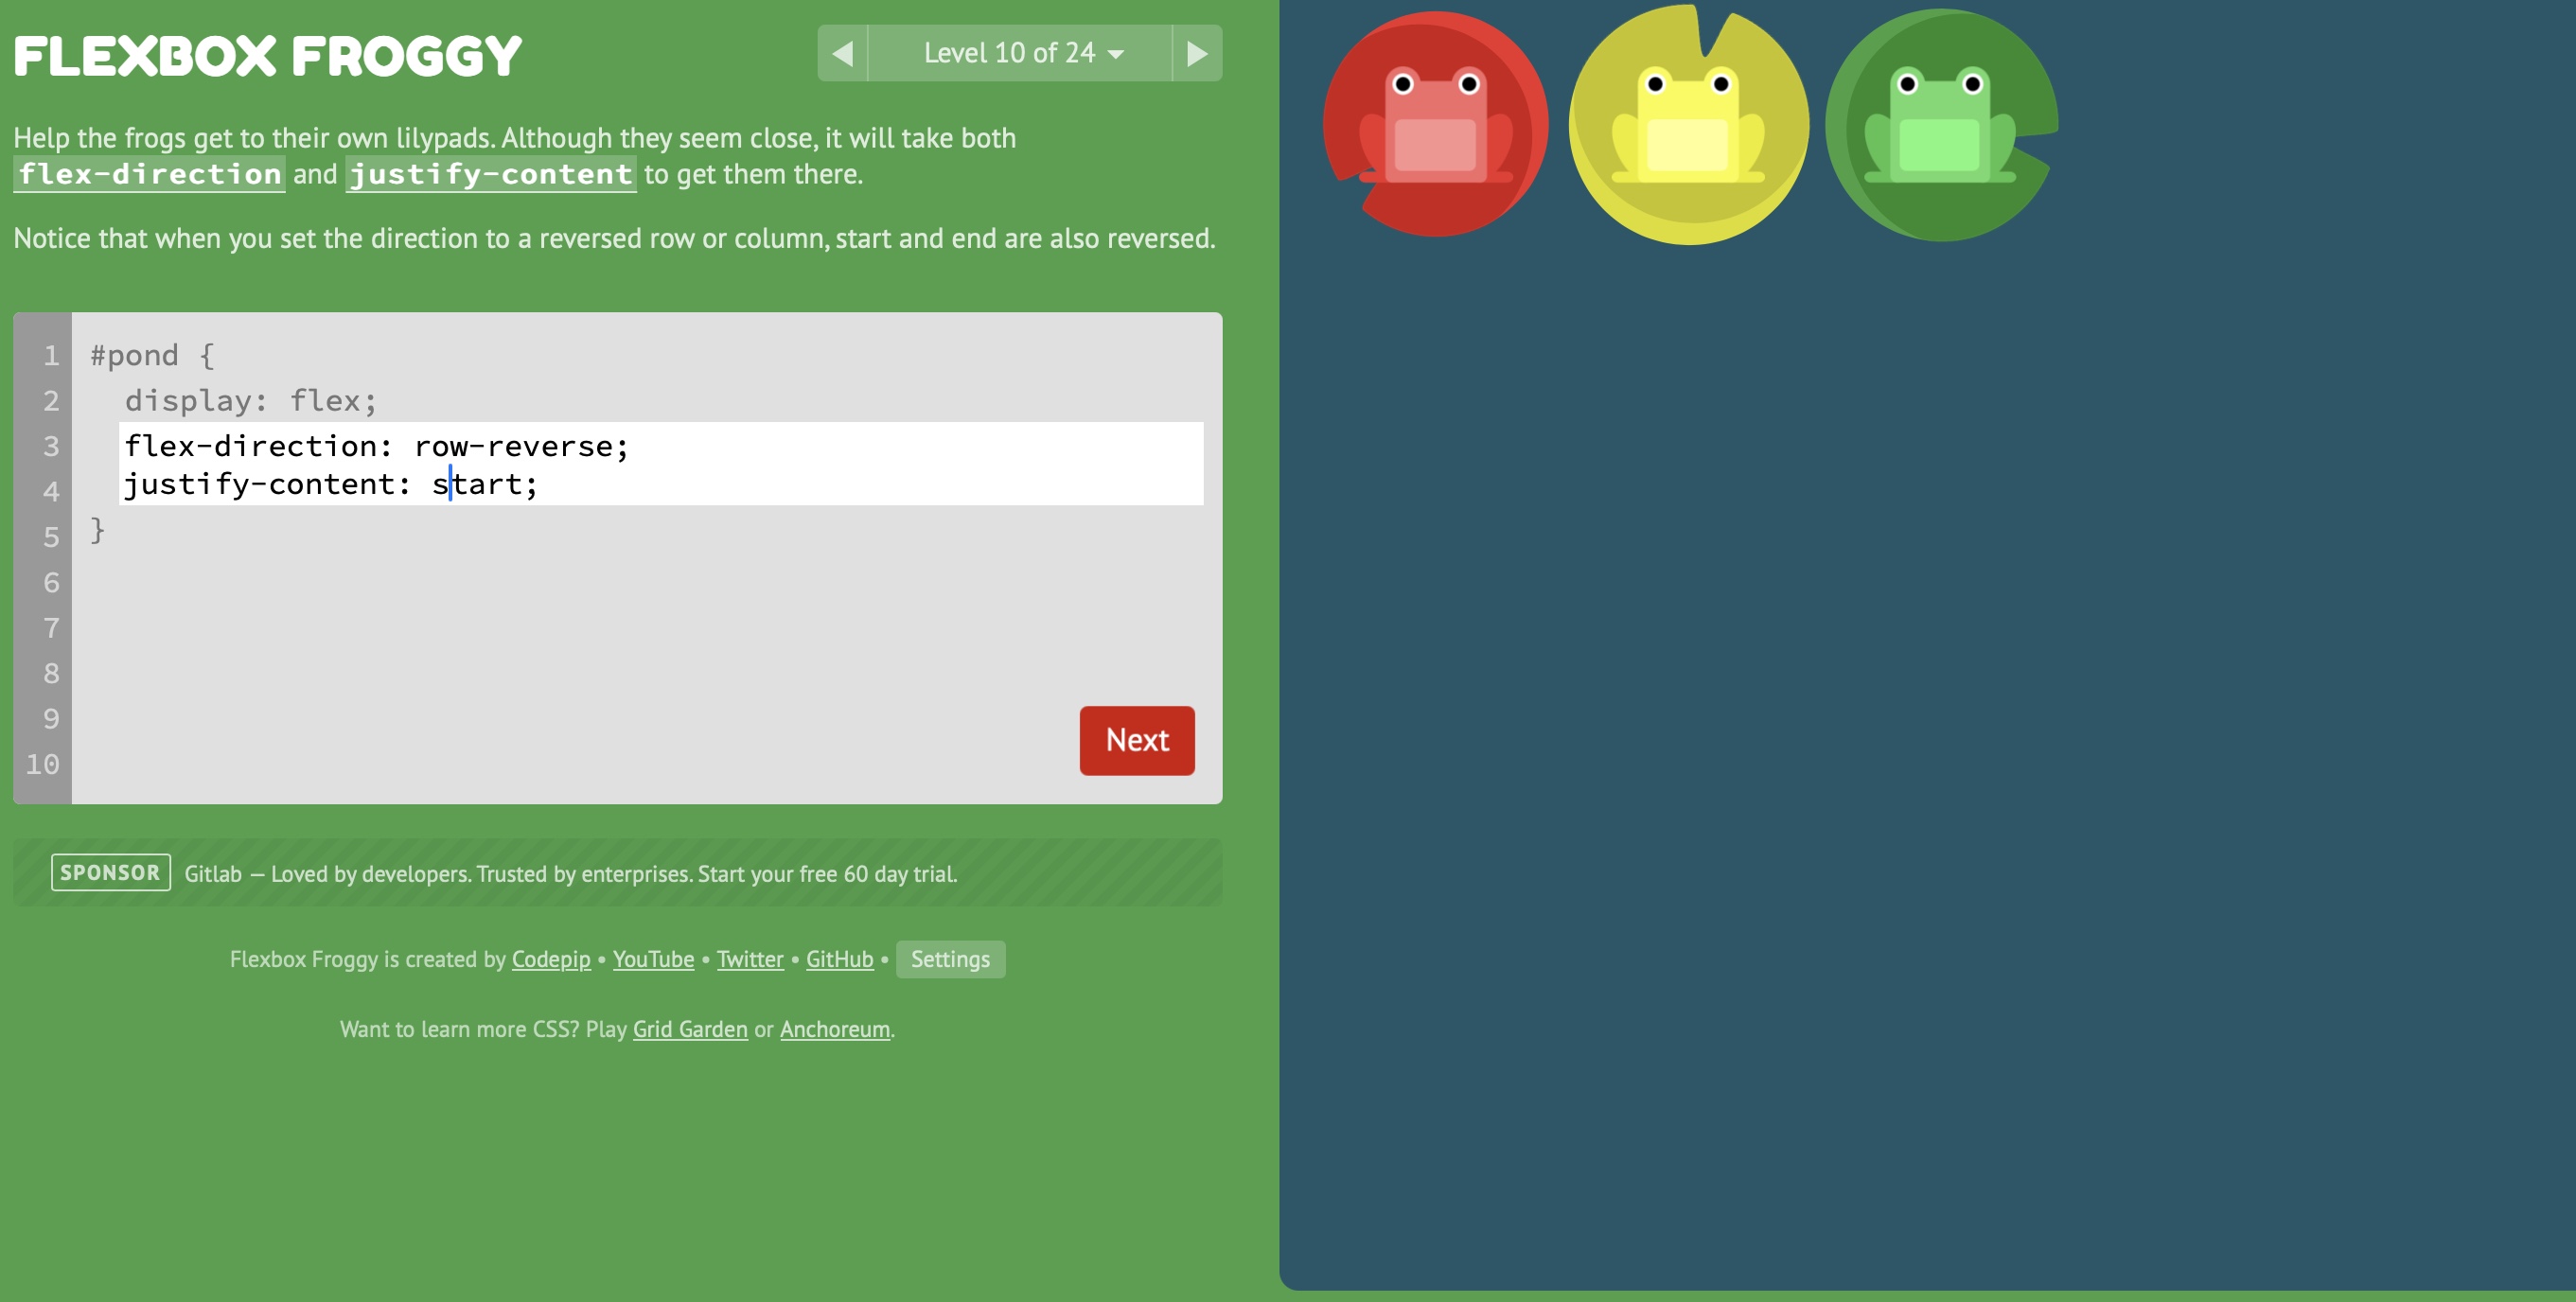 FLEXBOX FROGGY
Level 10 of 24
Help the frogs get to their own lilypads. Although they seem close, it will take both
flex-direction and justify-content to get them there.
Notice that when you set the direction to a reversed row or column, start and end are also reversed.
1 #pond {
2 display: flex;
3 flex-direction: row-reverse;
4 justify-content: start;
5 }
6
7
8
9
10
Next
SPONSOR Gitlab — Loved by developers. Trusted by enterprises. Start your free 60 day trial.
Flexbox Froggy is created by Codepip • YouTube • Twitter • GitHub • Settings
Want to learn more CSS? Play Grid Garden or Anchoreum.